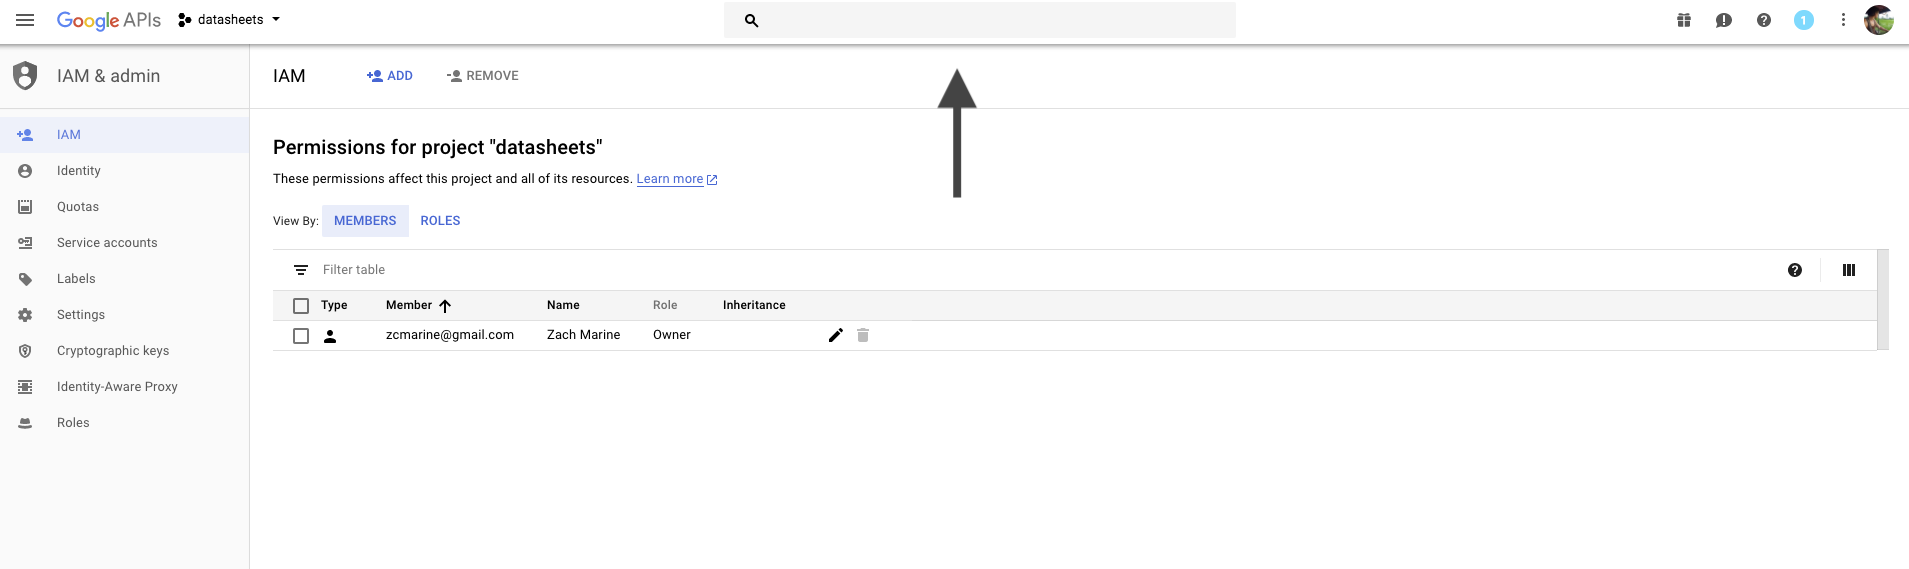 Google APIs datasheets 1
IAM & admin
IAM
Identity
Quotas
Service accounts
Labels
Settings
Cryptographic keys
Identity-Aware Proxy
Roles
IAM ADD REMOVE
Permissions for project "datasheets"
These permissions affect this project and all of its resources. Learn more
View By: MEMBERS ROLES
Filter table
Type Member Name Role Inheritance
zcmarine@gmail.com Zach Marine Owner